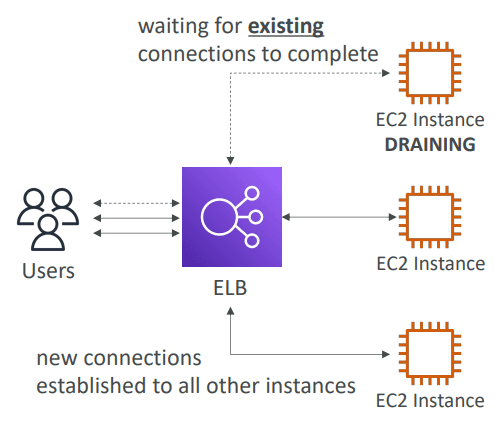 waiting for existing
connections to complete
EC2 Instance
DRAINING
Users
ELB
EC2 Instance
new connections
established to all other instances
EC2 Instance